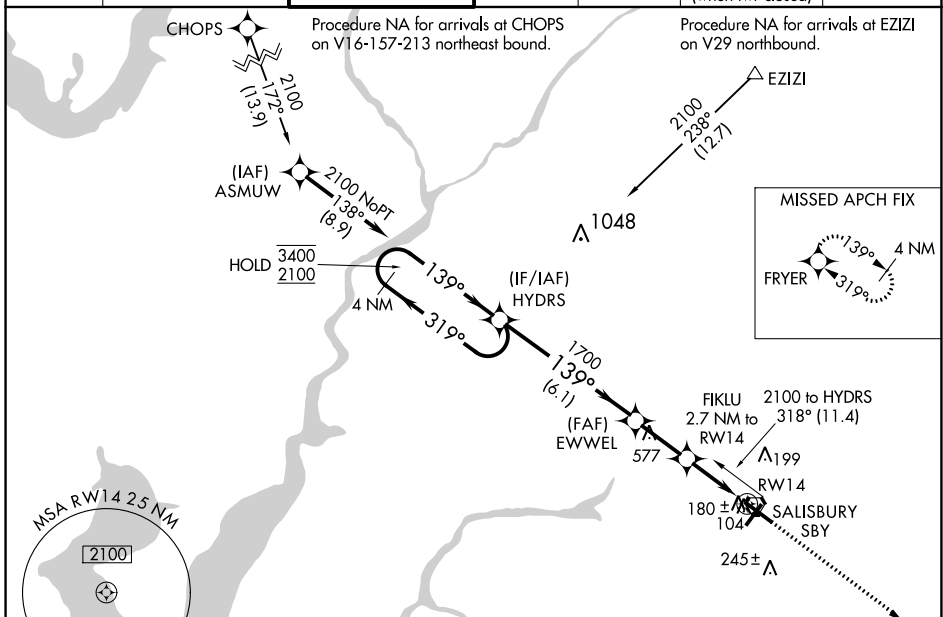 (when twr closed)
CHOPS
Procedure NA for arrivals at CHOPS
on V16-157-213 northeast bound.
Procedure NA for arrivals at EZIZI
on V29 northbound.
2100
172°
(13.9)
EZIZI
2100
238°
(12.7)
(IAF)
ASMUW
2100 NoPT
138°
(8.9)
1048
MISSED APCH FIX
139°
4 NM
319°
FRYER
HOLD 3400
2100
4 NM
139°
319°
(IF/IAF)
HYDRS
1700
139°
(6.1)
(FAF)
EWWEL
577
FIKLU
2.7 NM to
RW14
2100 to HYDRS
318° (11.4)
199
RW14
180 ±
104
SALISBURY
SBY
245 ±
MSA RW14 25 NM
2100